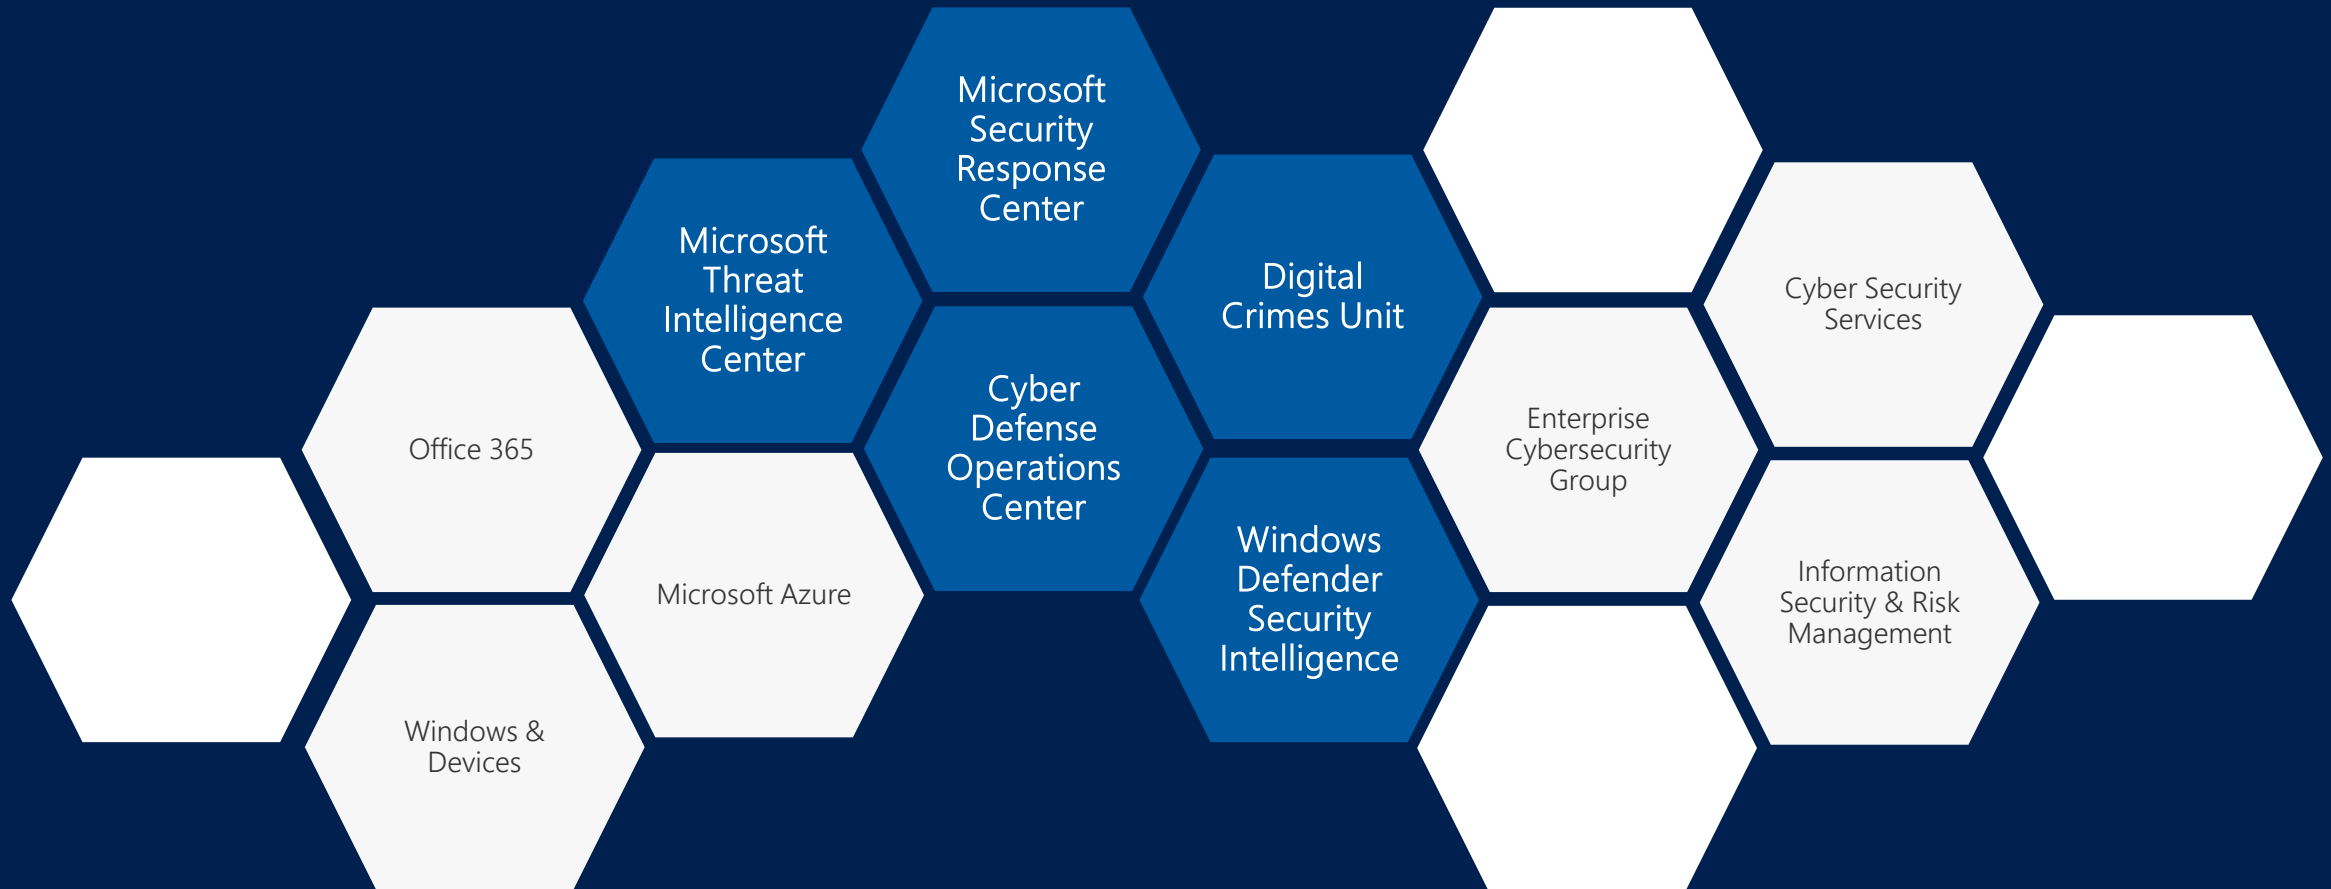 Microsoft
Security
Response
Center
Microsoft
Threat
Intelligence
Center
Digital
Crimes Unit
Cyber Security
Services
Office 365
Cyber
Defense
Operations
Center
Enterprise
Cybersecurity
Group
Microsoft Azure
Windows
Defender
Security
Intelligence
Information
Security & Risk
Management
Windows &
Devices